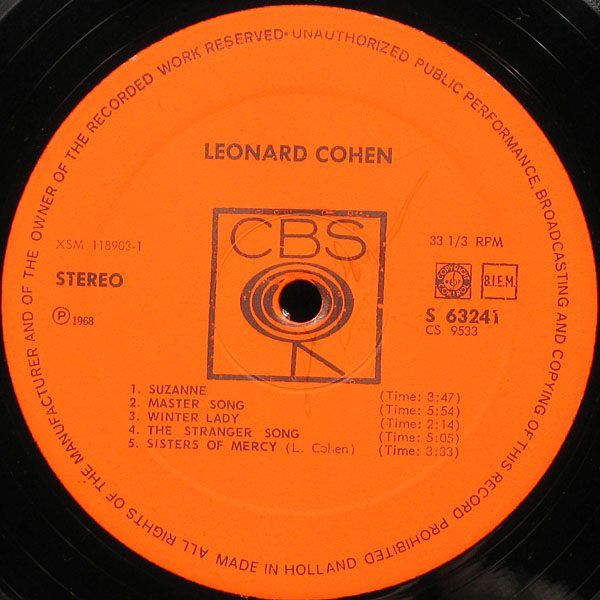 ALL RIGHTS OF THE MANUFACTURER AND OF THE OWNER OF THE RECORDED WORK RESERVED · UNAUTHORIZED PUBLIC PERFORMANCE, BROADCASTING AND COPYING OF THIS RECORD PROHIBITED
LEONARD COHEN
CBS
XSM 118903-1
33 1/3 RPM
STEREO
B.I.E.M.
Ⓟ 1968
S 63241
CS 9533
1. SUZANNE (Time: 3:47)
2. MASTER SONG (Time: 5:54)
3. WINTER LADY (Time: 2:14)
4. THE STRANGER SONG (Time: 5:05)
5. SISTERS OF MERCY (L. Cohen) (Time: 3:33)
MADE IN HOLLAND